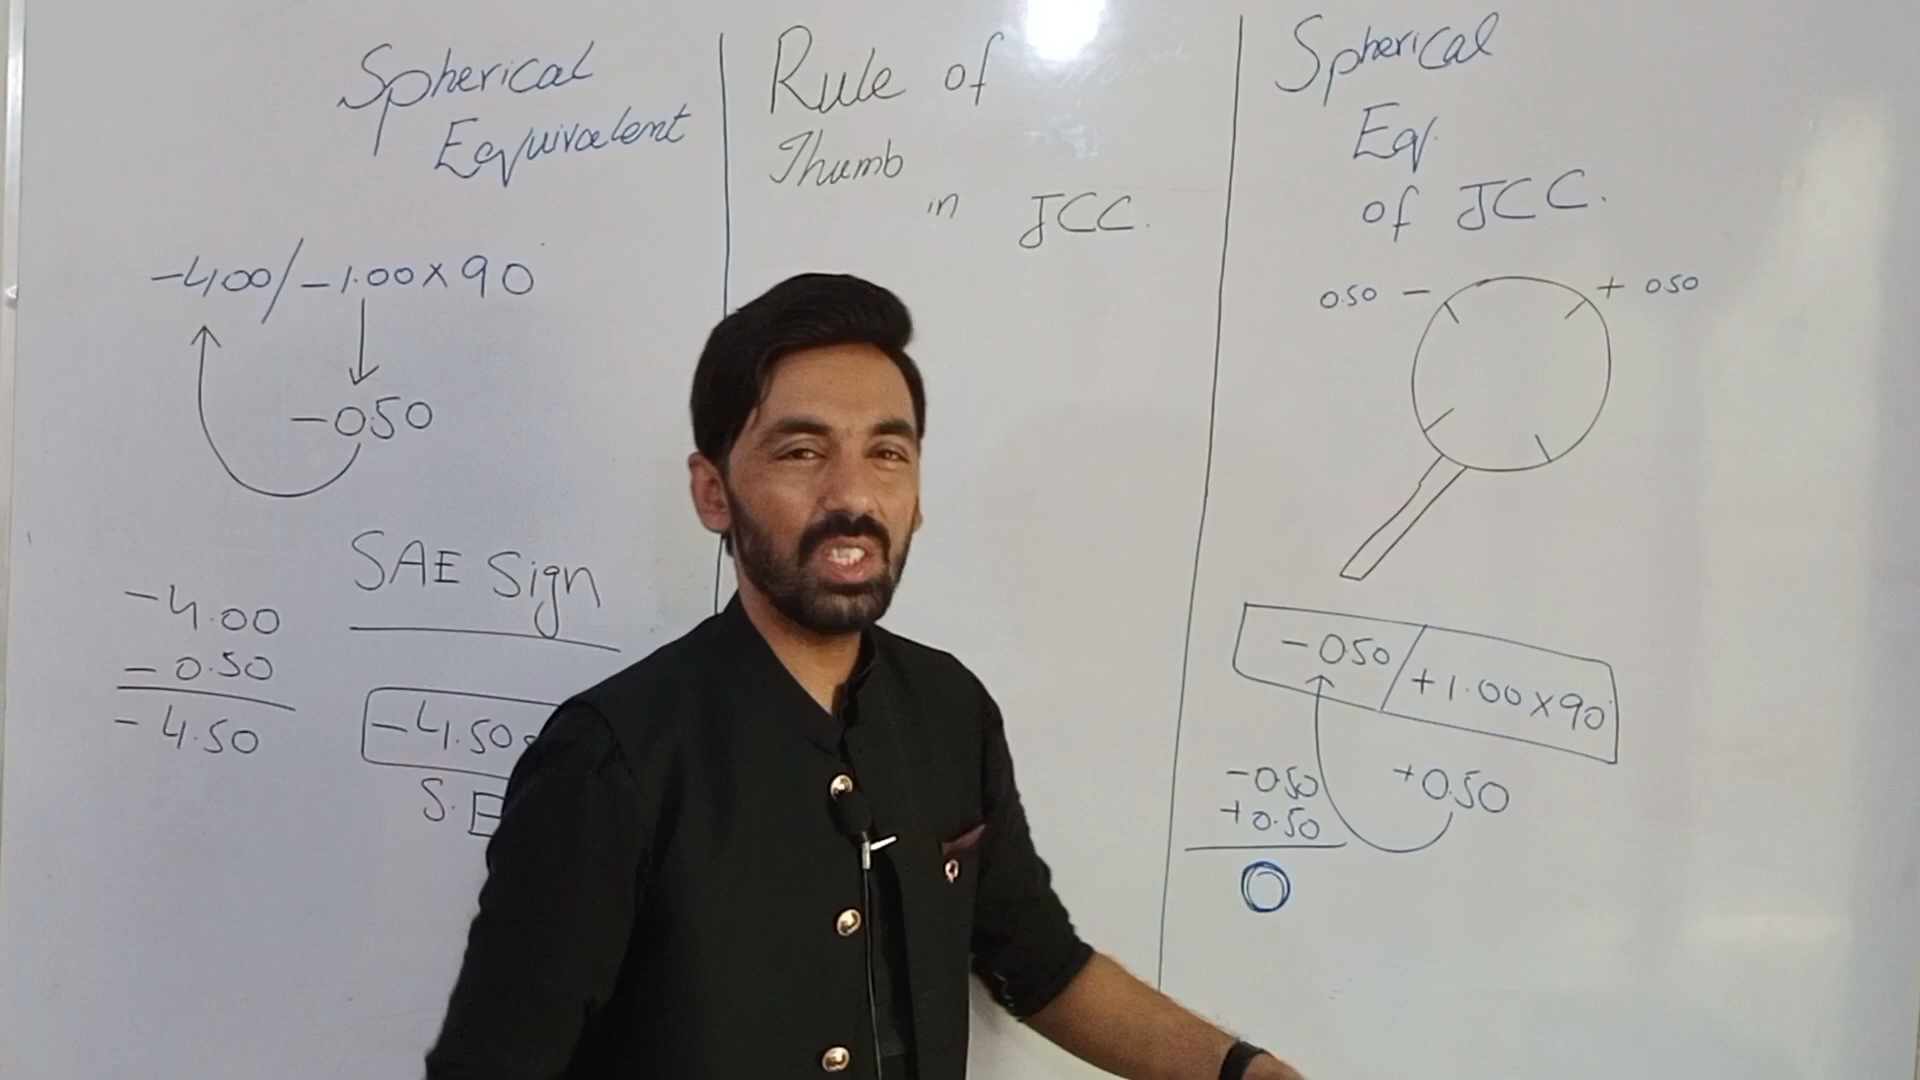 Spherical
Equivalent
-4.00/-1.00x90
-0.50
SAE Sign
-4.00
-0.50
-4.50
-4.50
S.E
Rule of
Thumb
in JCC.
Spherical
Eq.
of JCC.
0.50 - + 0.50
-0.50/+1.00x90
-0.50
+0.50
+0.50
0